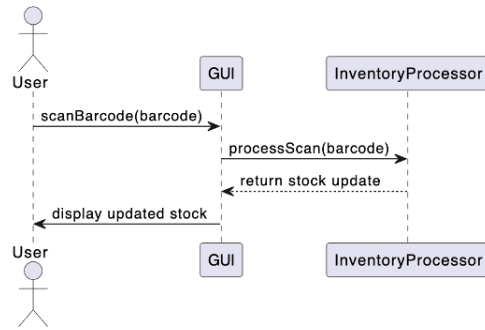 User
GUI
InventoryProcessor
scanBarcode(barcode)
processScan(barcode)
return stock update
display updated stock
User
GUI
InventoryProcessor